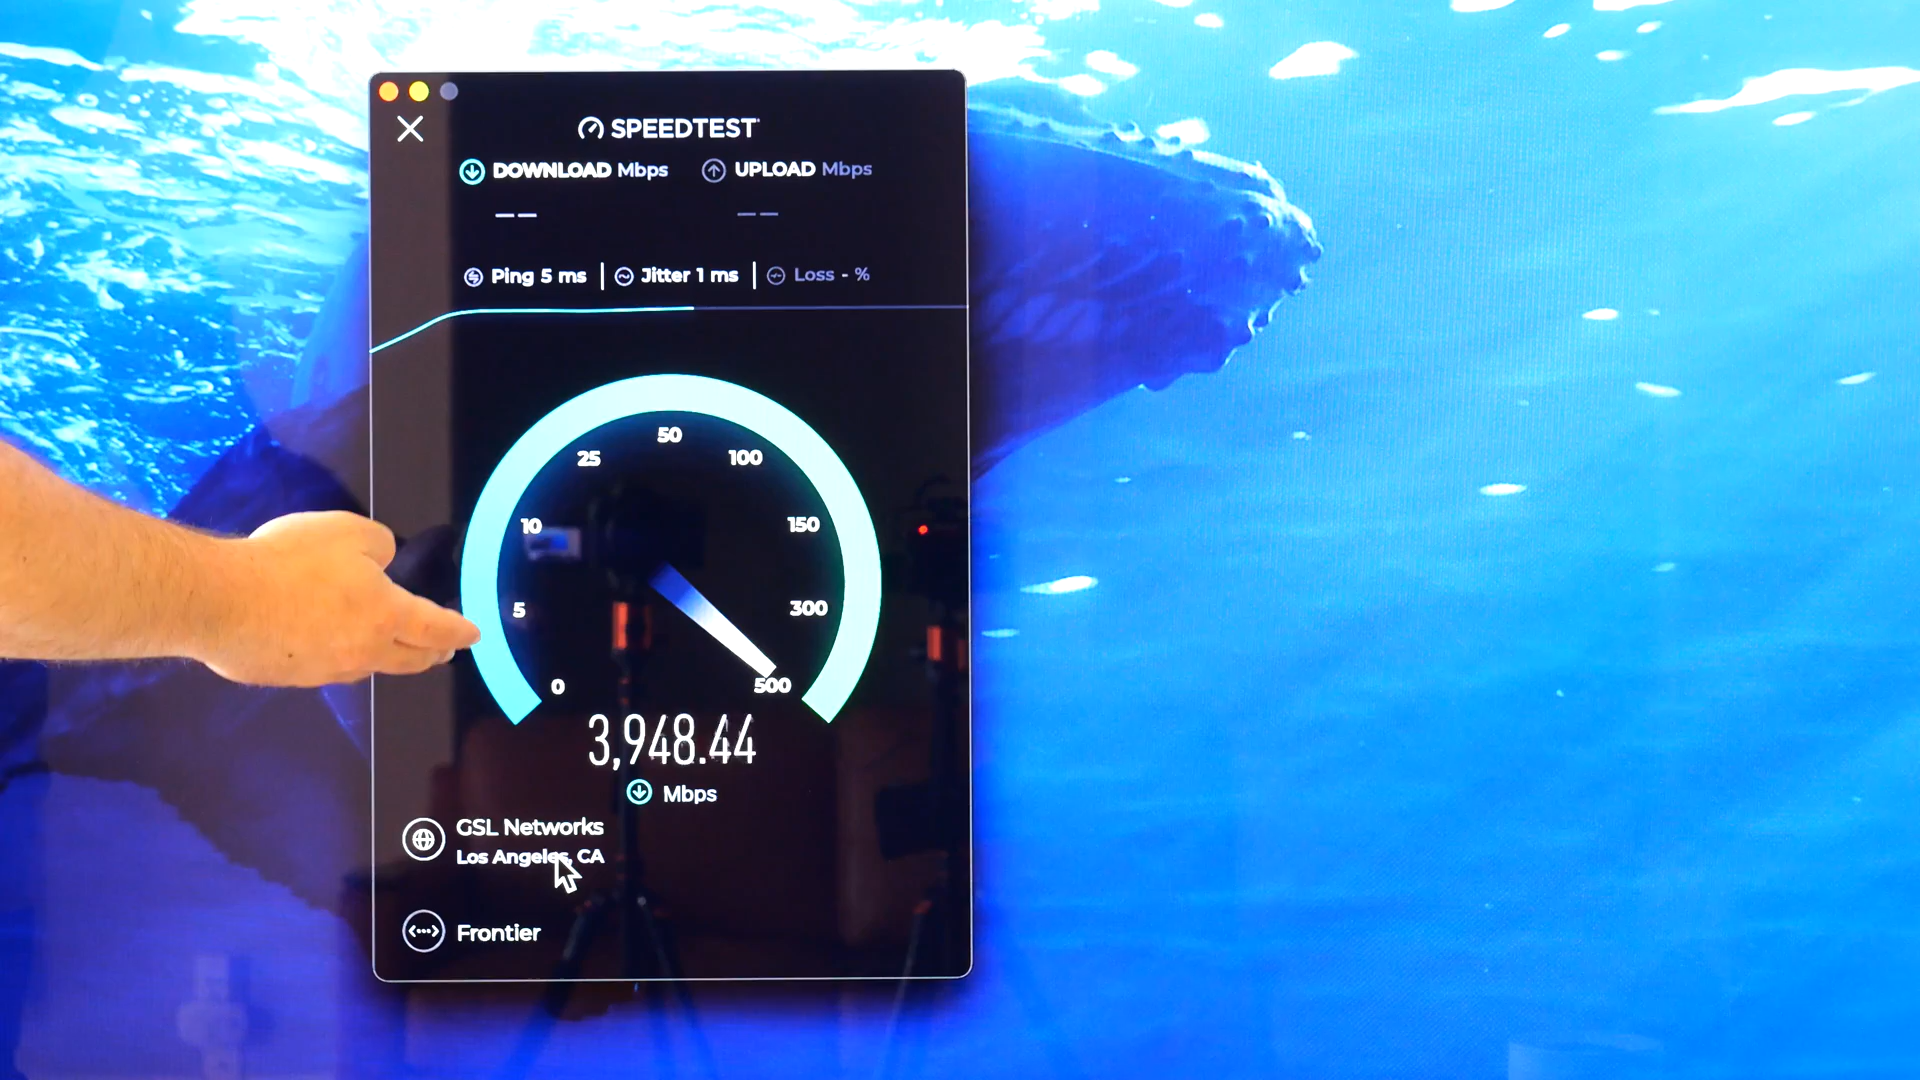 SPEEDTEST
DOWNLOAD Mbps
UPLOAD Mbps
— —
— —
Ping 5 ms
Jitter 1 ms
Loss - %
50
25
100
10
150
5
300
0
500
3,948.44
Mbps
GSL Networks
Los Angeles, CA
Frontier